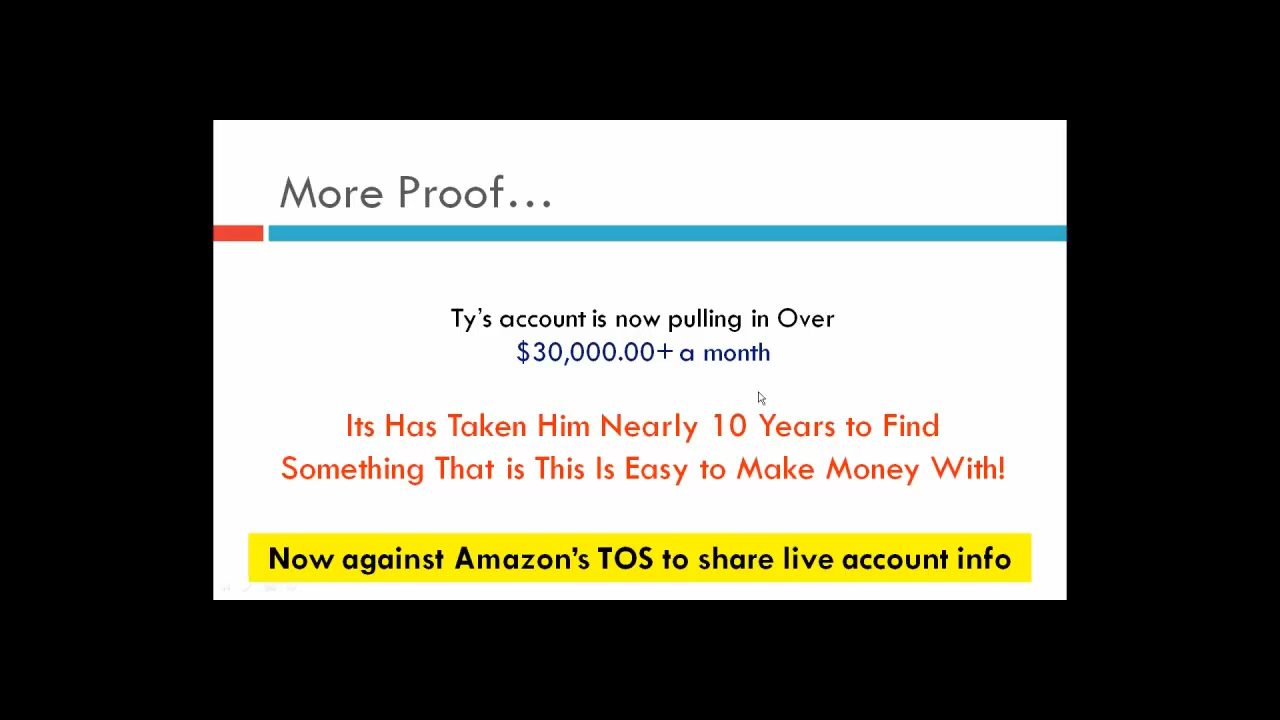 More Proof...
Ty's account is now pulling in Over
$30,000.00+ a month
Its Has Taken Him Nearly 10 Years to Find
Something That is This Is Easy to Make Money With!
Now against Amazon's TOS to share live account info